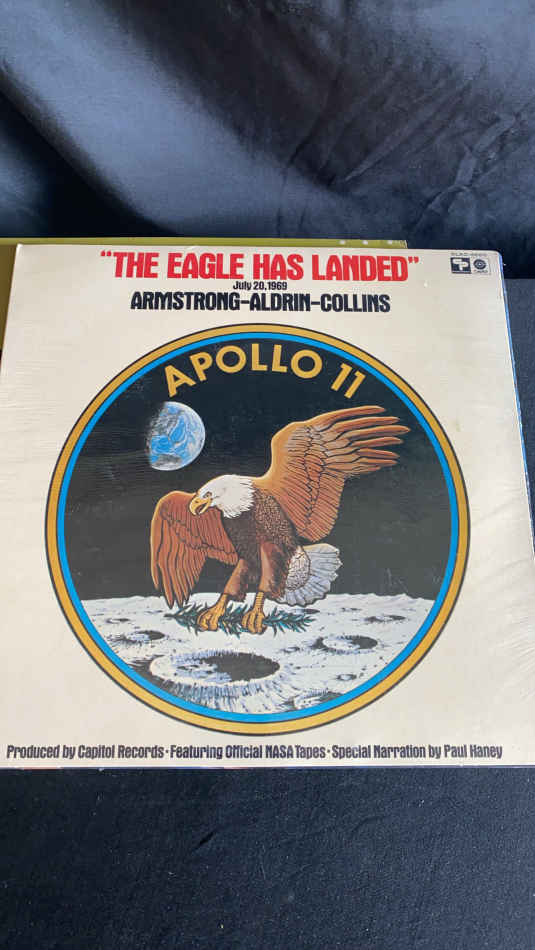 "THE EAGLE HAS LANDED"
July 20, 1969
ARMSTRONG–ALDRIN–COLLINS
APOLLO 11
Produced by Capitol Records · Featuring Official NASA Tapes · Special Narration by Paul Haney